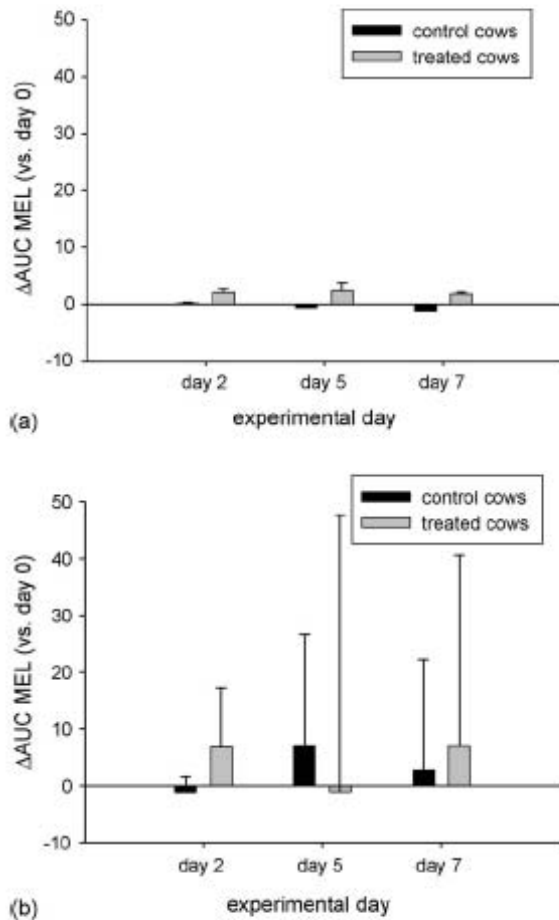 50
40
30
20
10
0
-10
ΔAUC MEL (vs. day 0)
control cows
treated cows
day 2 day 5 day 7
experimental day
(a)
50
40
30
20
10
0
-10
ΔAUC MEL (vs. day 0)
control cows
treated cows
day 2 day 5 day 7
experimental day
(b)